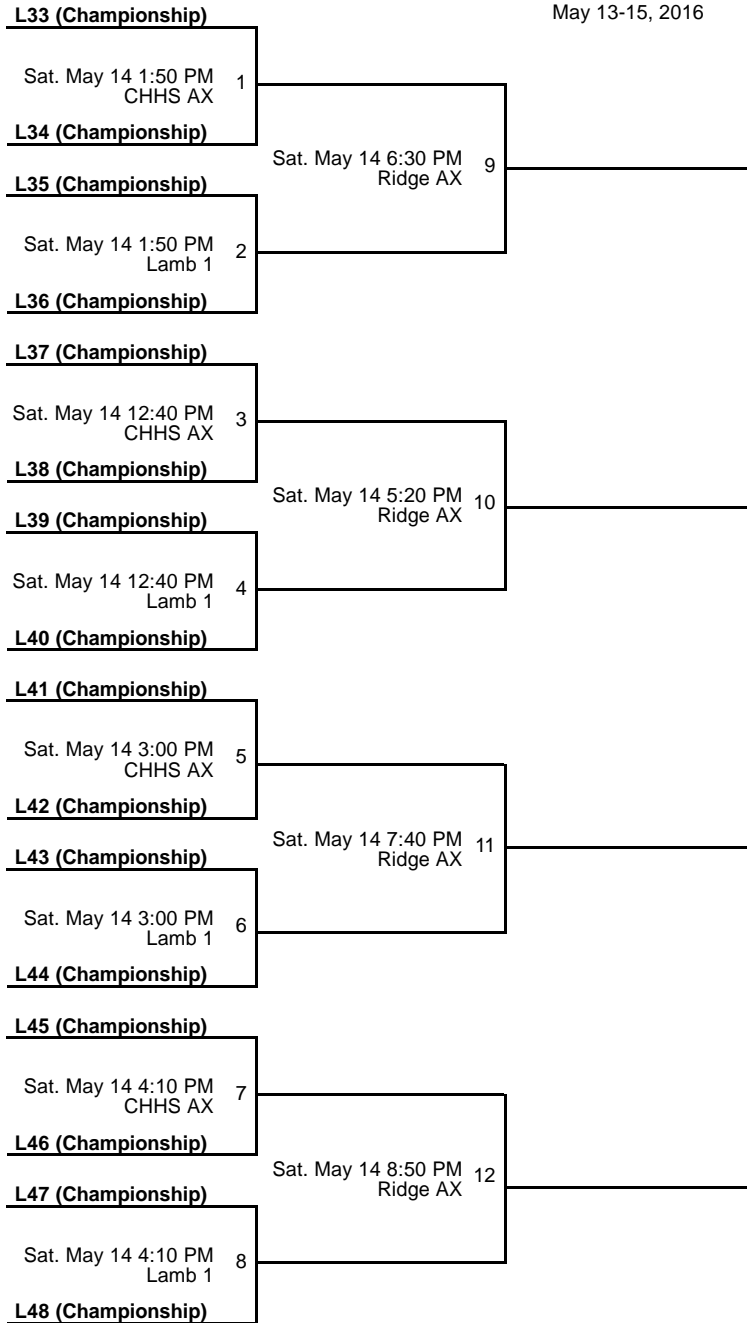 L33 (Championship)
May 13-15, 2016
Sat. May 14 1:50 PM
CHHS AX
1
L34 (Championship)
Sat. May 14 6:30 PM
Ridge AX
9
L35 (Championship)
Sat. May 14 1:50 PM
Lamb 1
2
L36 (Championship)
L37 (Championship)
Sat. May 14 12:40 PM
CHHS AX
3
L38 (Championship)
Sat. May 14 5:20 PM
Ridge AX
10
L39 (Championship)
Sat. May 14 12:40 PM
Lamb 1
4
L40 (Championship)
L41 (Championship)
Sat. May 14 3:00 PM
CHHS AX
5
L42 (Championship)
Sat. May 14 7:40 PM
Ridge AX
11
L43 (Championship)
Sat. May 14 3:00 PM
Lamb 1
6
L44 (Championship)
L45 (Championship)
Sat. May 14 4:10 PM
CHHS AX
7
L46 (Championship)
Sat. May 14 8:50 PM
Ridge AX
12
L47 (Championship)
Sat. May 14 4:10 PM
Lamb 1
8
L48 (Championship)